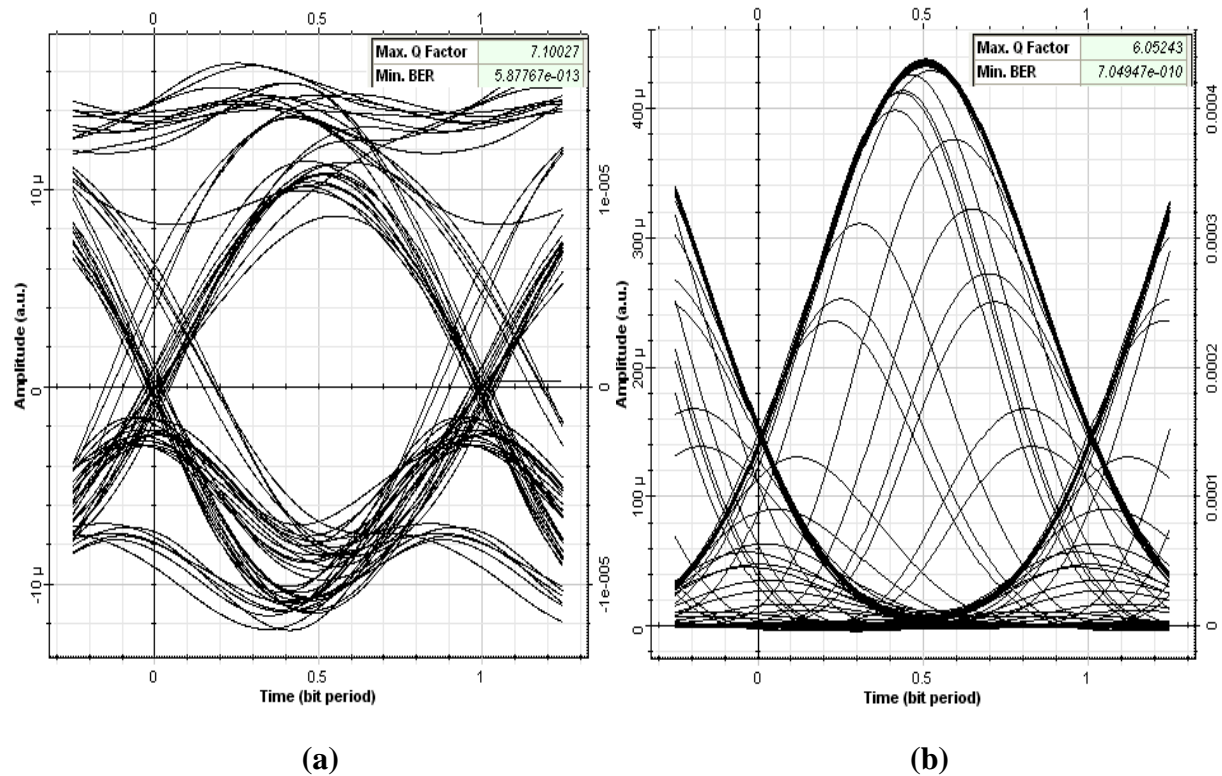 0 0.5 1
Max. Q Factor 7.10027
Min. BER 5.87767e-013
Amplitude (a.u.)
10 µ
0
-10 µ
1e-005
0
-1e-005
0 0.5 1
Time (bit period)
(a)
0 0.5 1
Max. Q Factor 6.05243
Min. BER 7.04947e-010
Amplitude (a.u.)
400 µ
300 µ
200 µ
100 µ
0
0.0004
0.0003
0.0002
0.0001
0
0 0.5 1
Time (bit period)
(b)